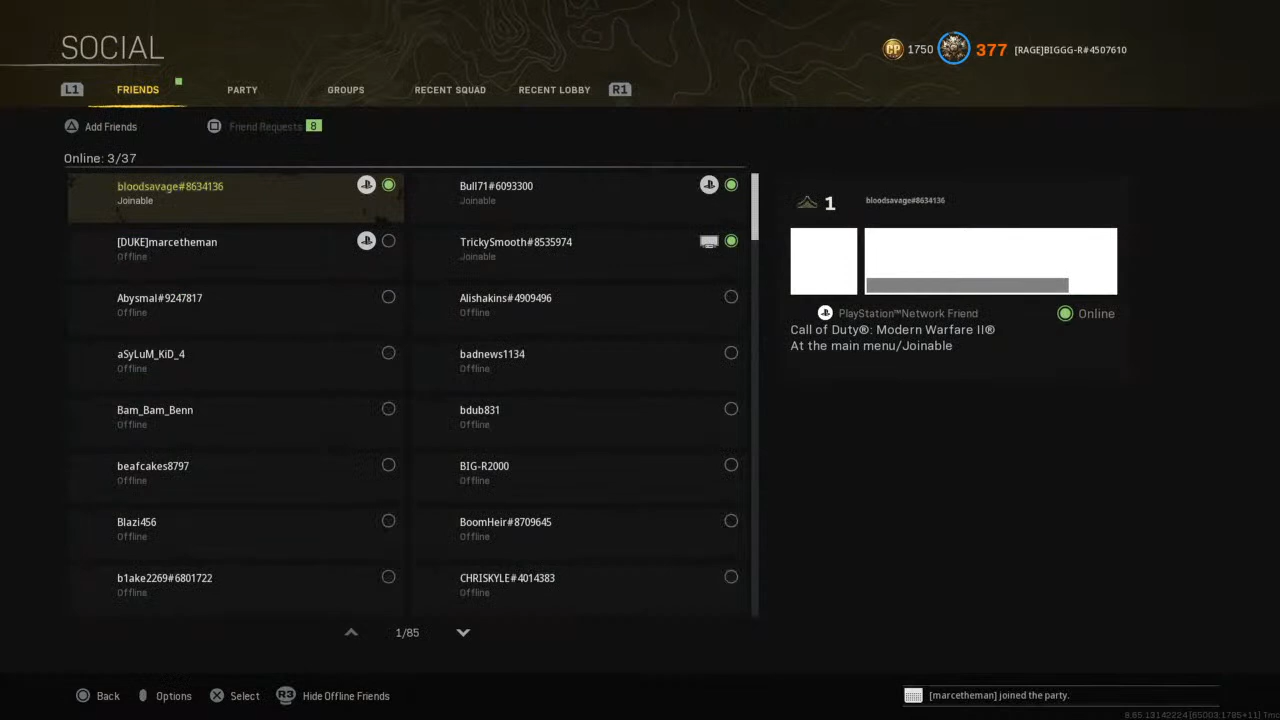 SOCIAL
CP 1750 377 [RAGE]BIGGG-R#4507610
L1 FRIENDS PARTY GROUPS RECENT SQUAD RECENT LOBBY R1
Add Friends Friend Requests 8
Online: 3/37
bloodsavage#8634136
Joinable
Bull71#6093300
Joinable
[DUKE]marcetheman
Offline
TrickySmooth#8535974
Joinable
Abysmal#9247817
Offline
Alishakins#4909496
Offline
aSyLuM_KiD_4
Offline
badnews1134
Offline
Bam_Bam_Benn
Offline
bdub831
Offline
beafcakes8797
Offline
BIG-R2000
Offline
Blazi456
Offline
BoomHeir#8709645
Offline
b1ake2269#6801722
Offline
CHRISKYLE#4014383
Offline
1/85
1 bloodsavage#8634136
PlayStation™Network Friend Online
Call of Duty®: Modern Warfare II®
At the main menu/Joinable
Back Options Select R3 Hide Offline Friends
[marcetheman] joined the party.